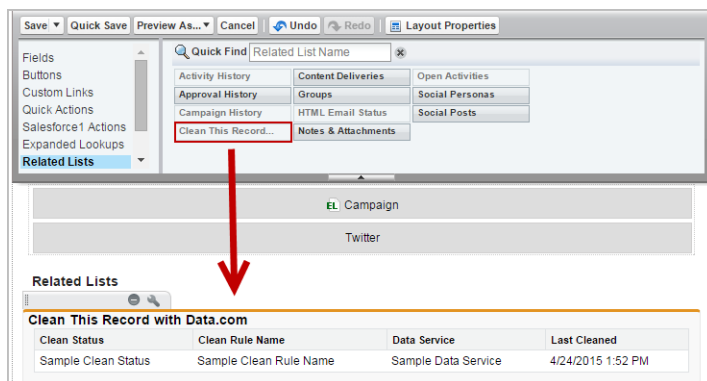 Save Quick Save Preview As... Cancel Undo Redo Layout Properties
Fields
Buttons
Custom Links
Quick Actions
Salesforce1 Actions
Expanded Lookups
Related Lists
Quick Find Related List Name
Activity History Content Deliveries Open Activities
Approval History Groups Social Personas
Campaign History HTML Email Status Social Posts
Clean This Record... Notes & Attachments
EL Campaign
Twitter
Related Lists
Clean This Record with Data.com
Clean Status Clean Rule Name Data Service Last Cleaned
Sample Clean Status Sample Clean Rule Name Sample Data Service 4/24/2015 1:52 PM